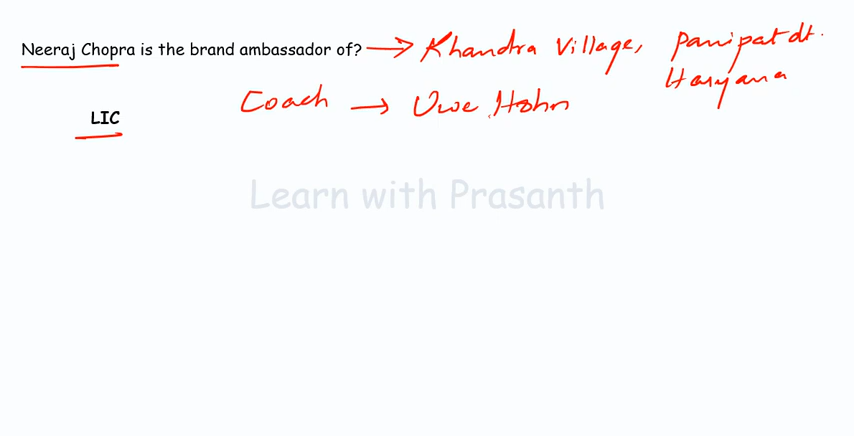 Neeraj Chopra is the brand ambassador of? → Khandra Village, Panipat dt.
Haryana
Coach → Uwe Hohn
LIC
Learn with Prasanth